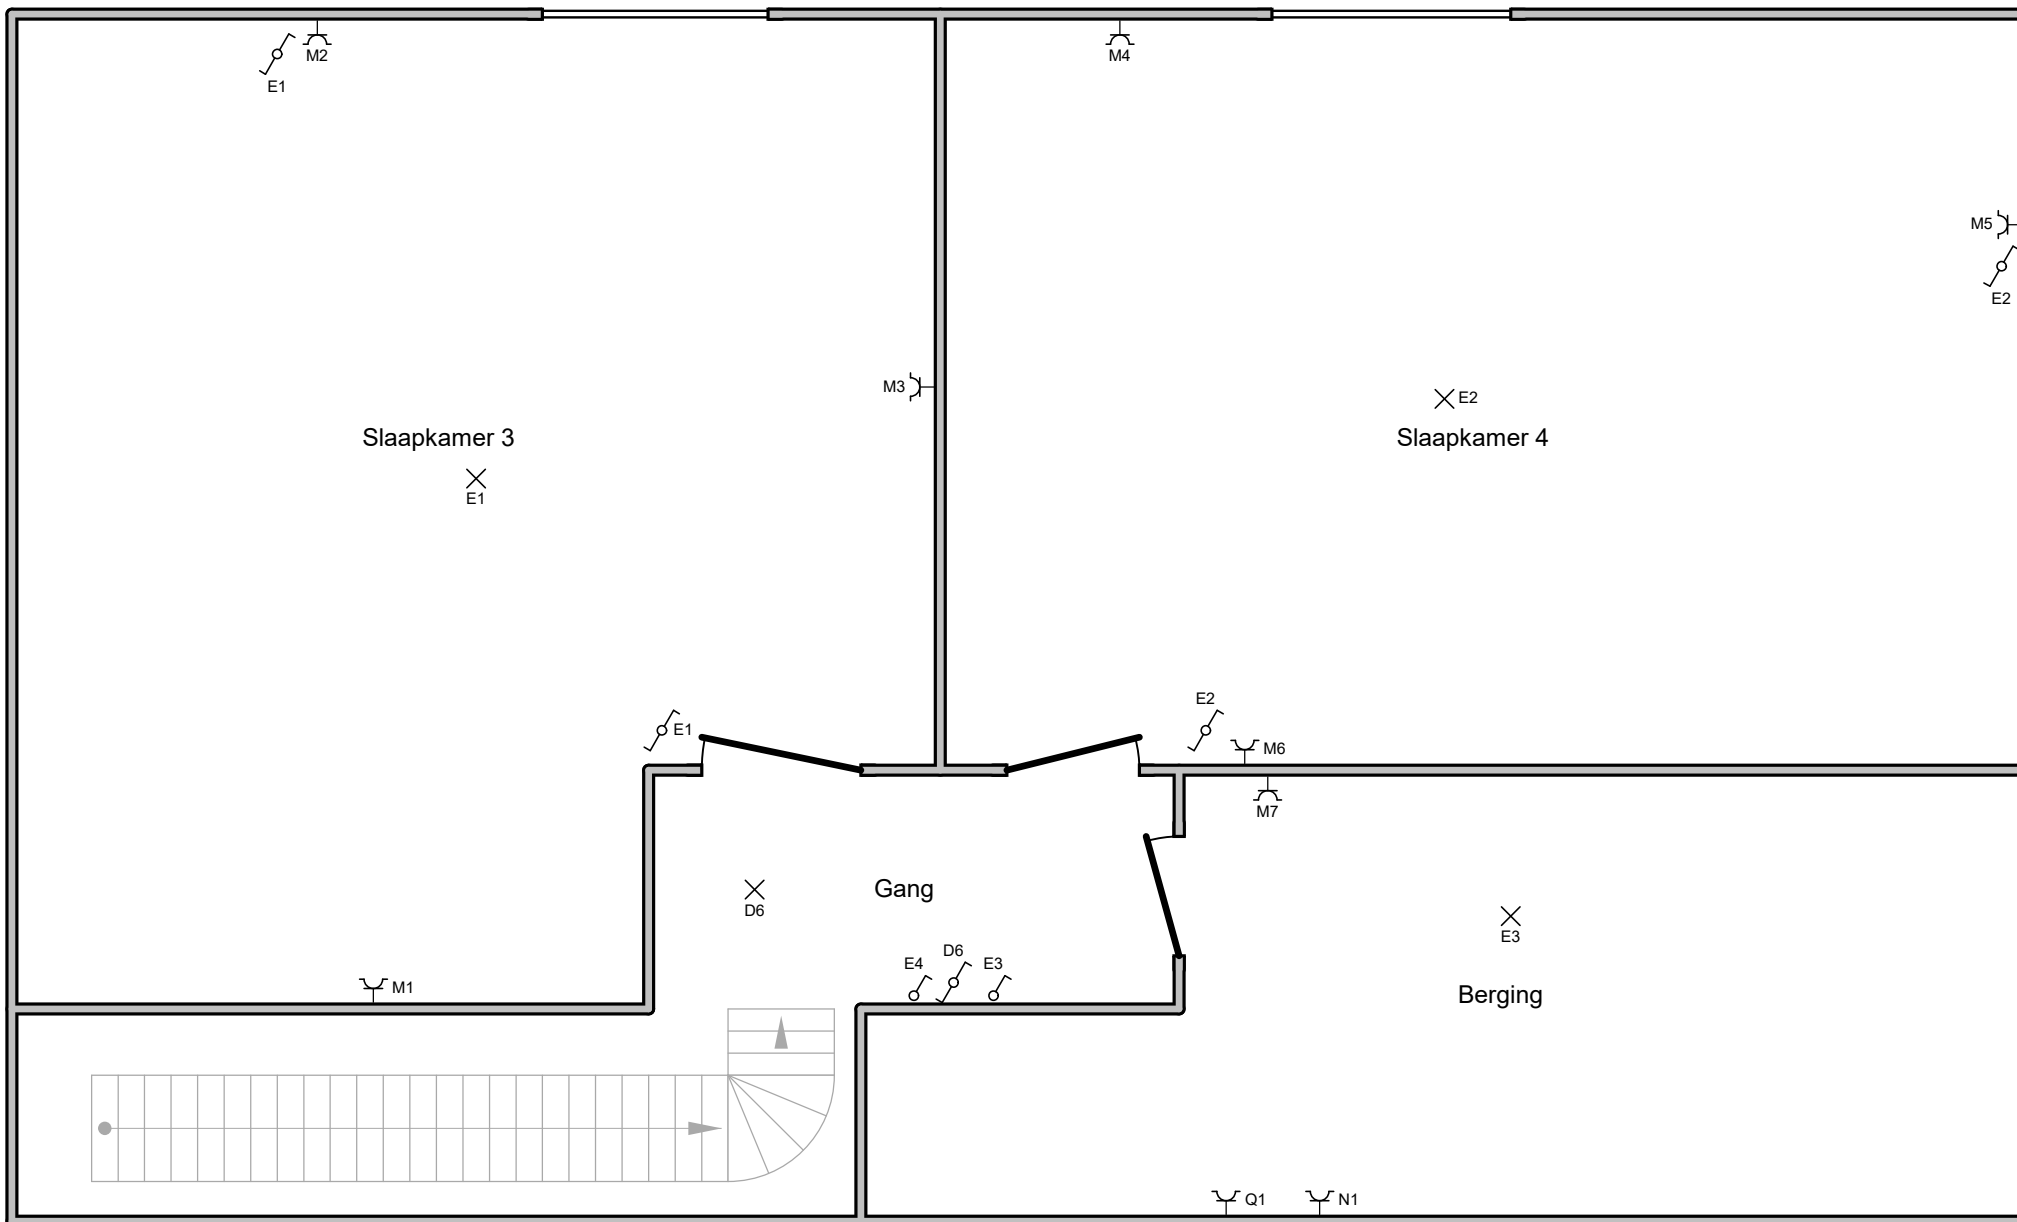 M2
E1
M4
M5
E2
M3
E2
Slaapkamer 3
Slaapkamer 4
E1
E1
E2
M6
M7
D6
Gang
E3
E4
D6
E3
M1
Berging
Q1
N1